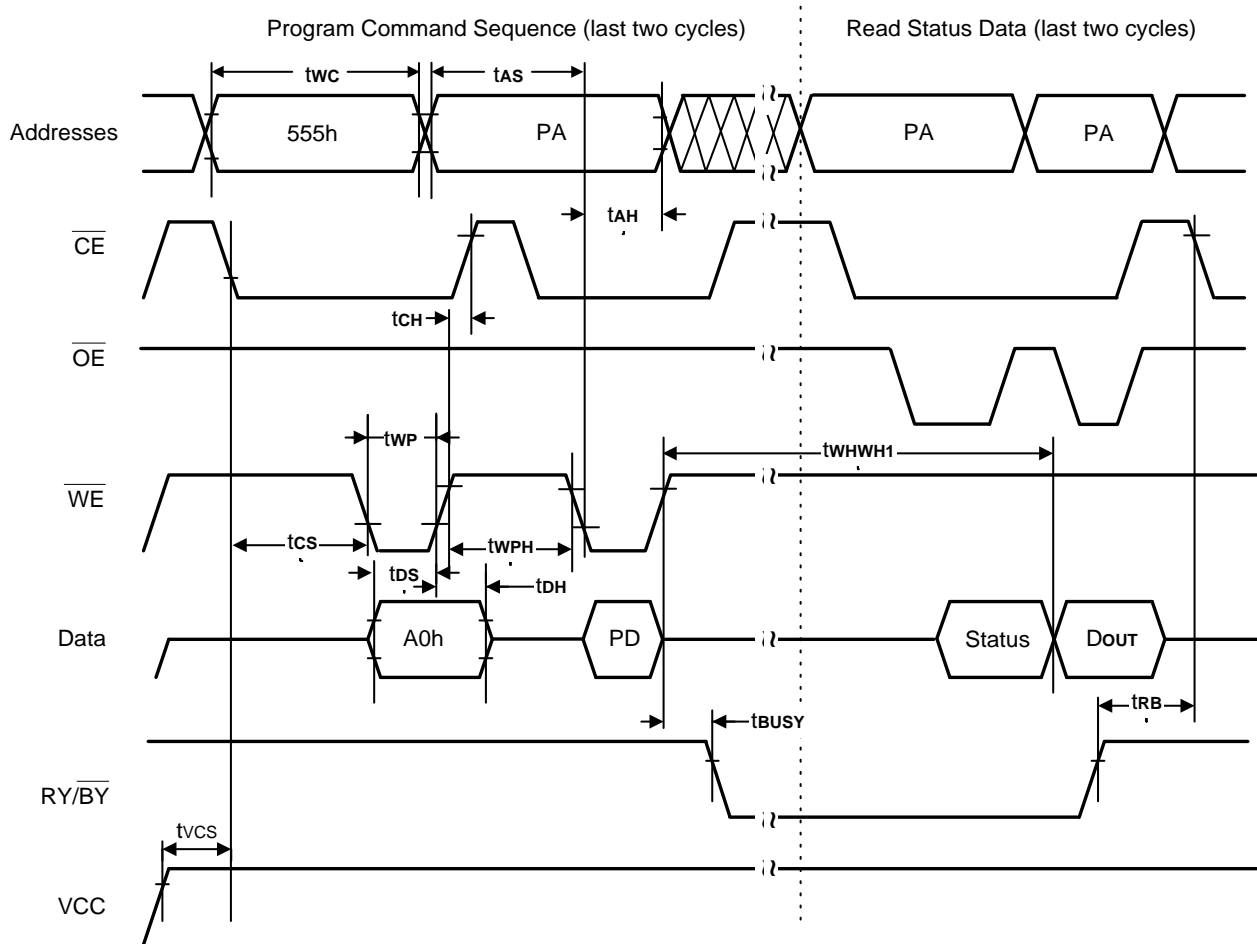 Program Command Sequence (last two cycles)
Read Status Data (last two cycles)
tWC
tAS
Addresses
555h
PA
PA
PA
tAH
CE
tCH
OE
tWP
tWHWH1
WE
tCS
tWPH
tDS
tDH
Data
A0h
PD
Status
DOUT
tBUSY
tRB
RY/BY
tVCS
VCC